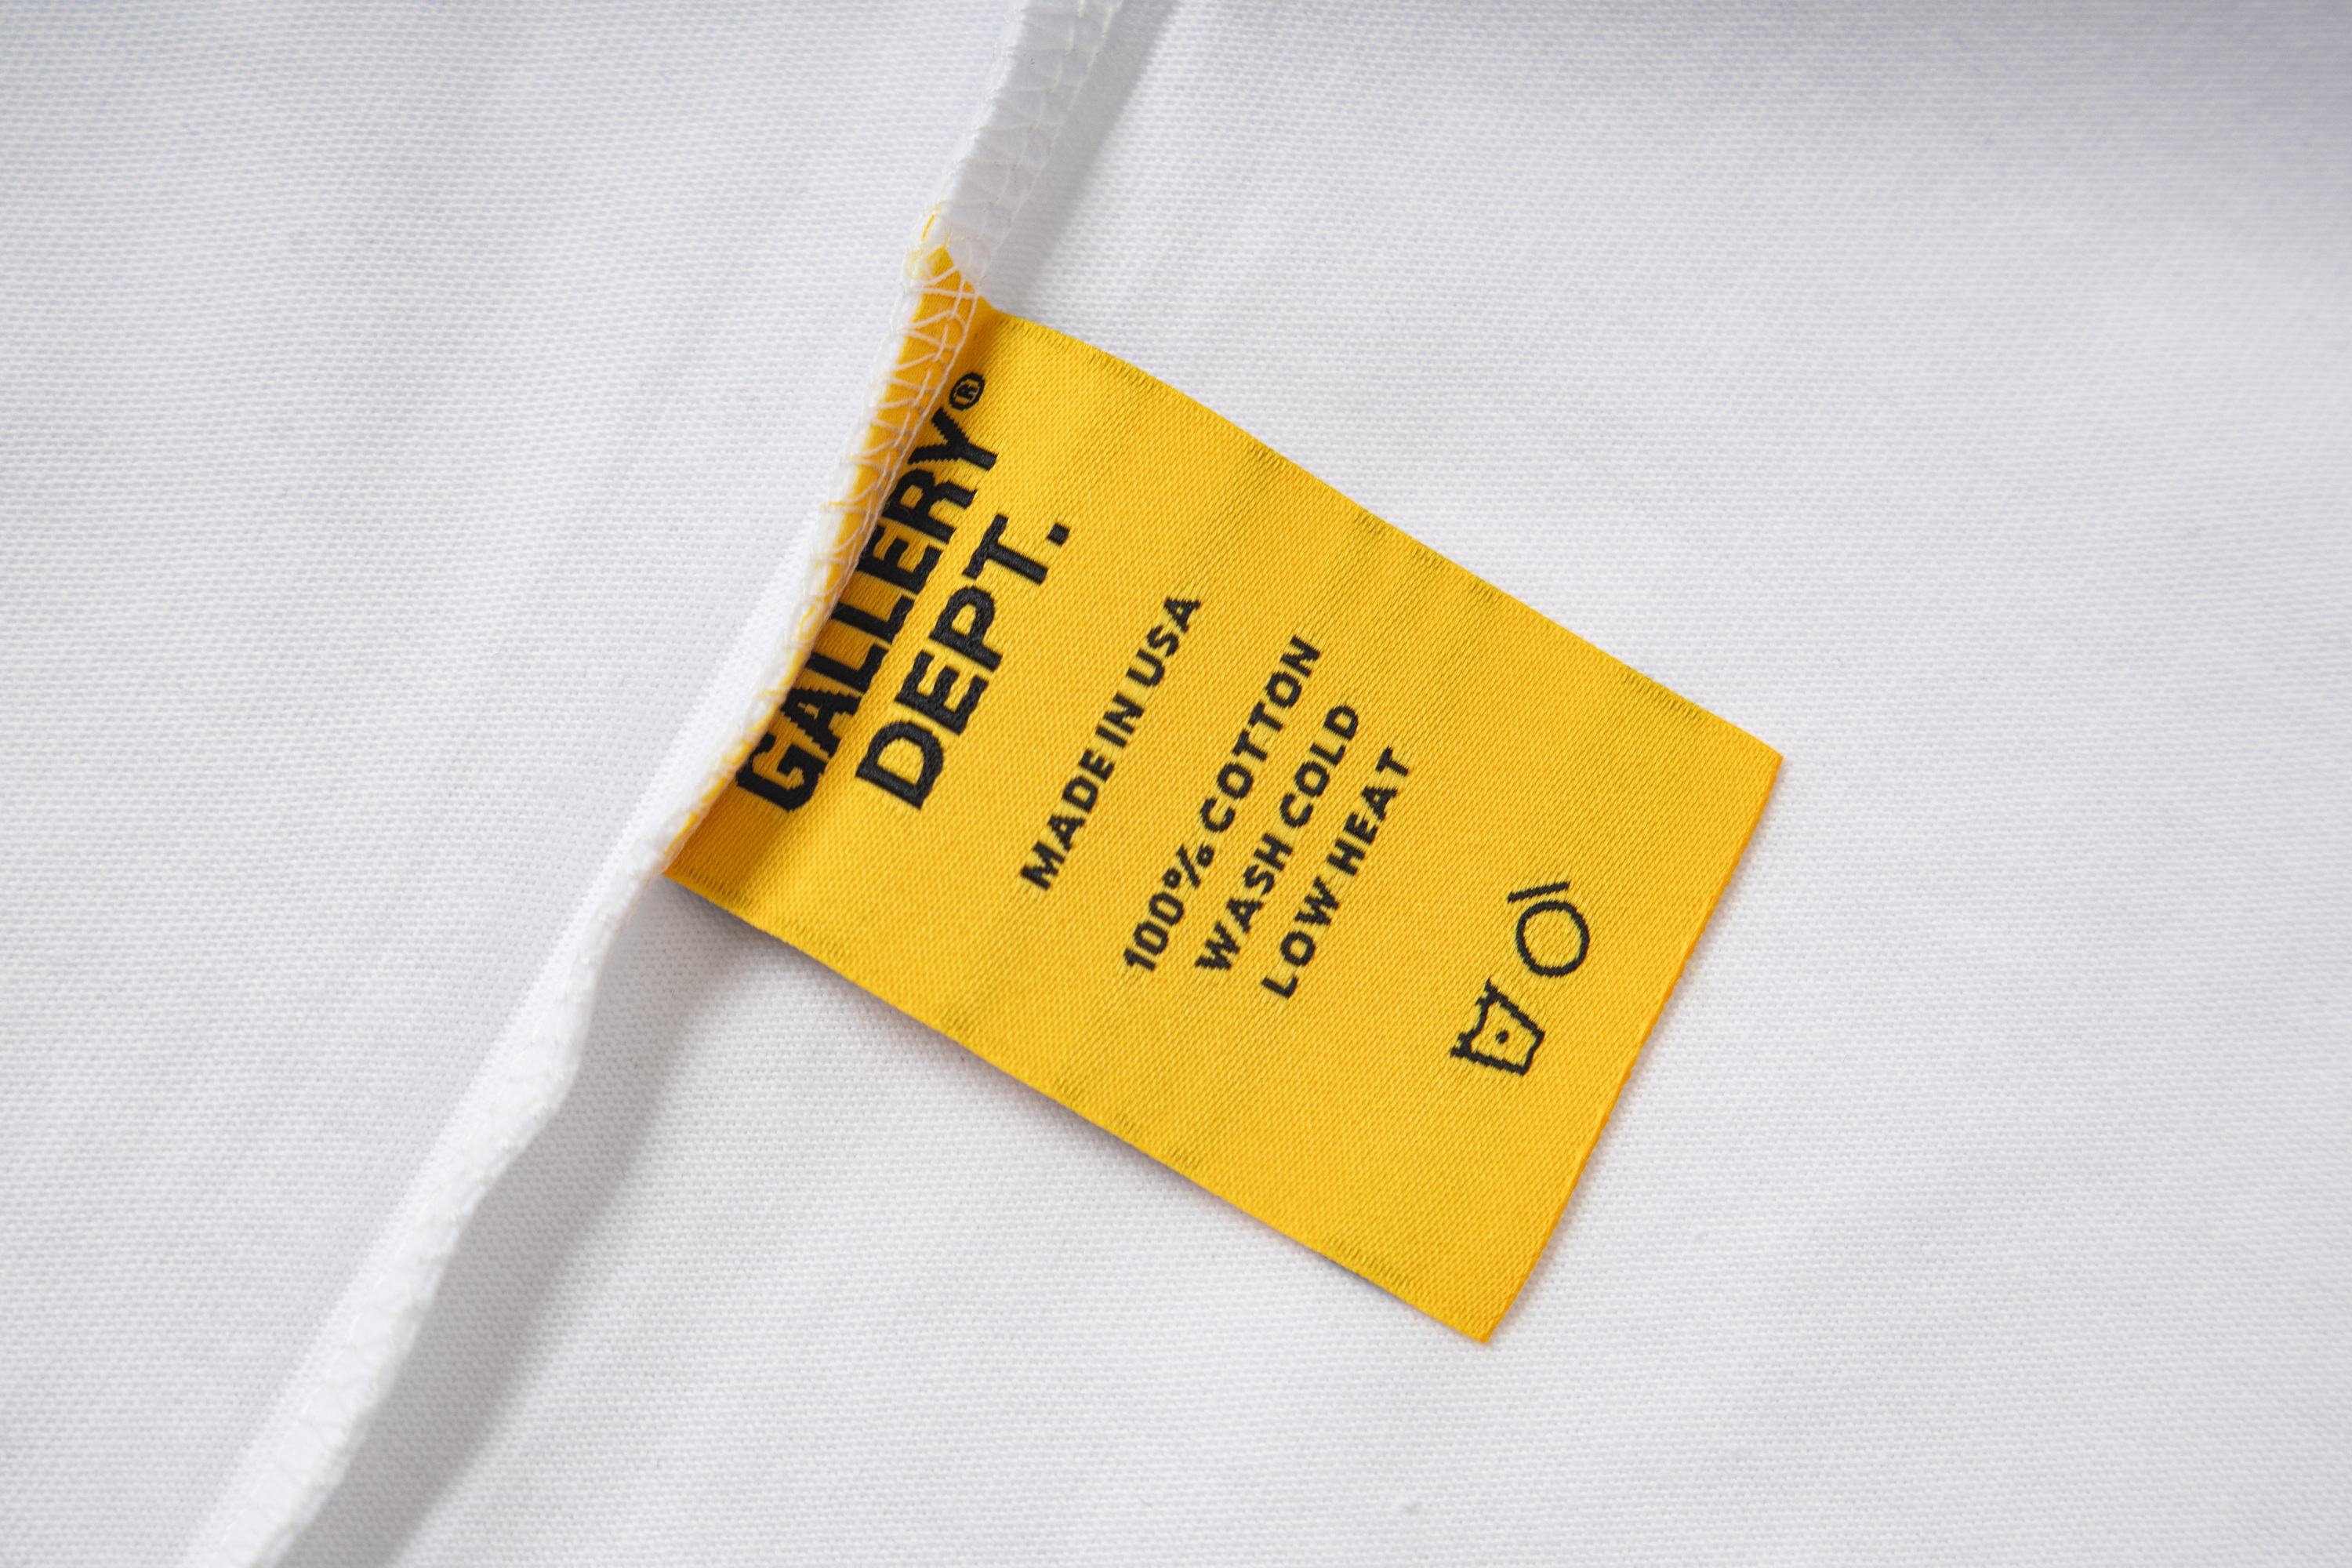 GALLERY®
DEPT.
MADE IN USA
100% COTTON
WASH COLD
LOW HEAT